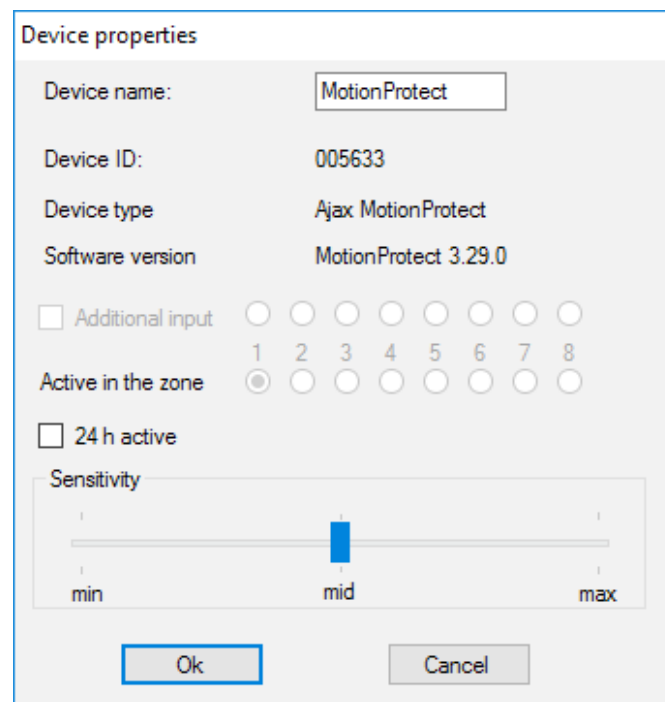 Device properties
Device name: MotionProtect
Device ID: 005633
Device type Ajax MotionProtect
Software version MotionProtect 3.29.0
Additional input
1 2 3 4 5 6 7 8
Active in the zone
24 h active
Sensitivity
min mid max
Ok Cancel